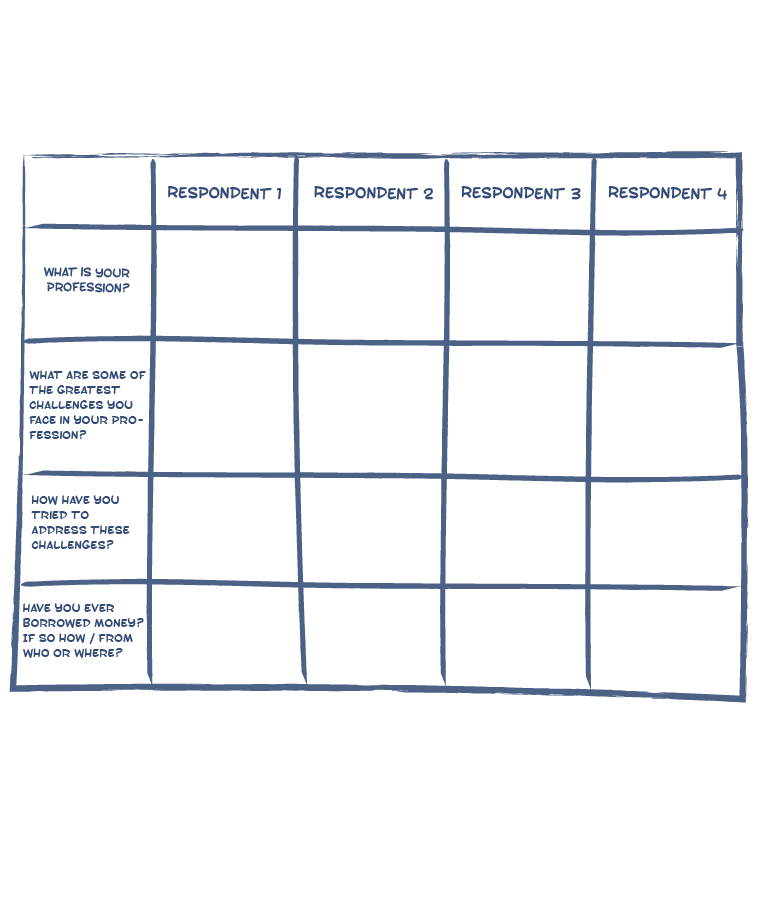 RESPONDENT 1 RESPONDENT 2 RESPONDENT 3 RESPONDENT 4
WHAT IS YOUR
PROFESSION?
WHAT ARE SOME OF
THE GREATEST
CHALLENGES YOU
FACE IN YOUR PRO-
FESSION?
HOW HAVE YOU
TRIED TO
ADDRESS THESE
CHALLENGES?
HAVE YOU EVER
BORROWED MONEY?
IF SO HOW / FROM
WHO OR WHERE?